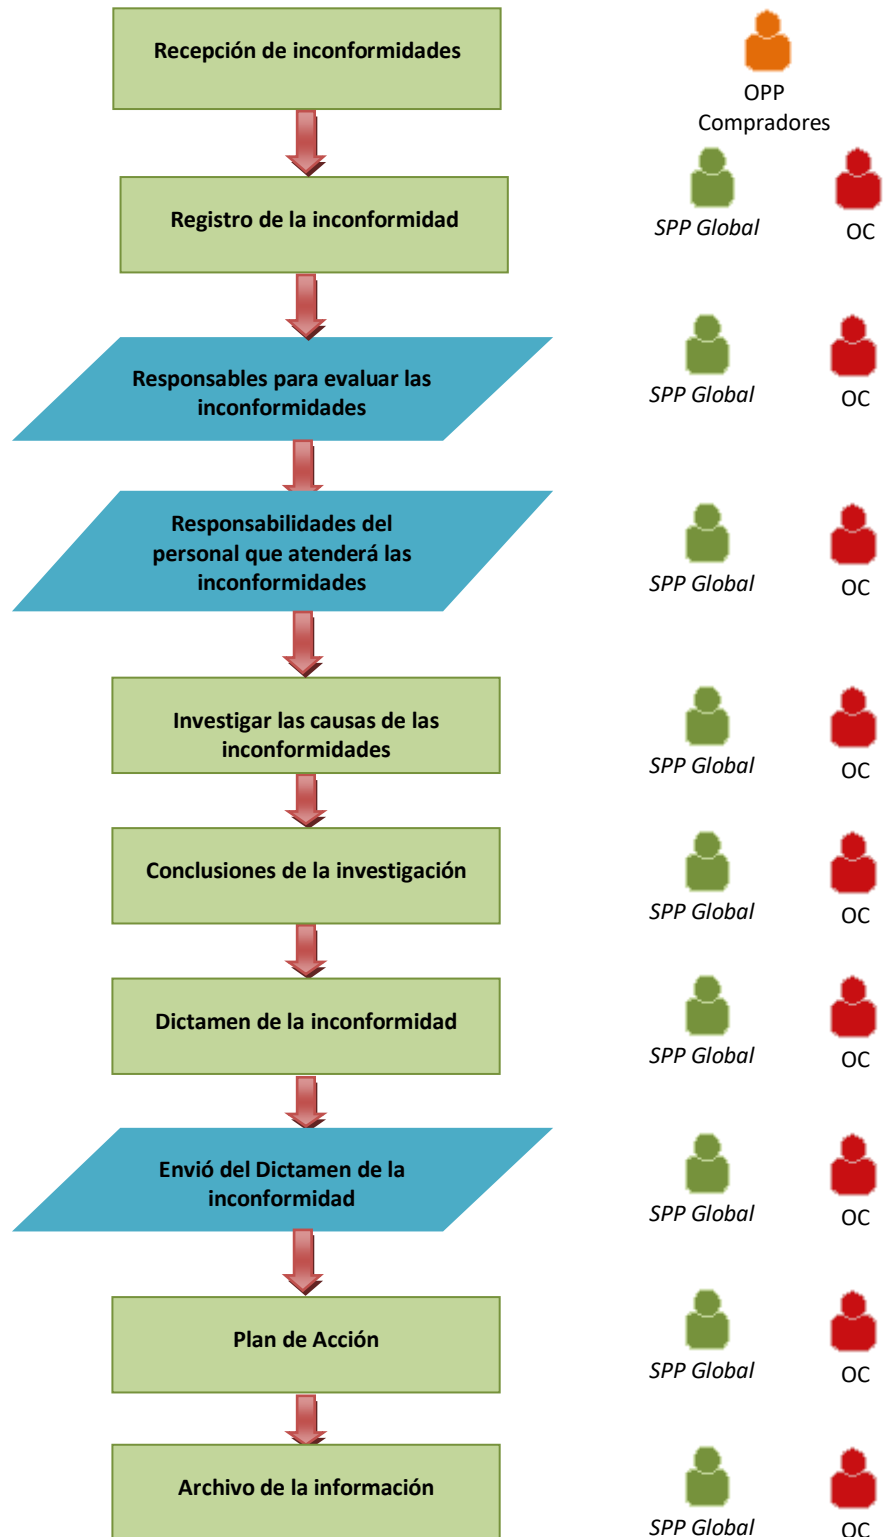 Recepción de inconformidades
OPP
Compradores
Registro de la inconformidad
SPP Global
OC
Responsables para evaluar las
inconformidades
SPP Global
OC
Responsabilidades del
personal que atenderá las
inconformidades
SPP Global
OC
Investigar las causas de las
inconformidades
SPP Global
OC
Conclusiones de la investigación
SPP Global
OC
Dictamen de la inconformidad
SPP Global
OC
Envió del Dictamen de la
inconformidad
SPP Global
OC
Plan de Acción
SPP Global
OC
Archivo de la información
SPP Global
OC